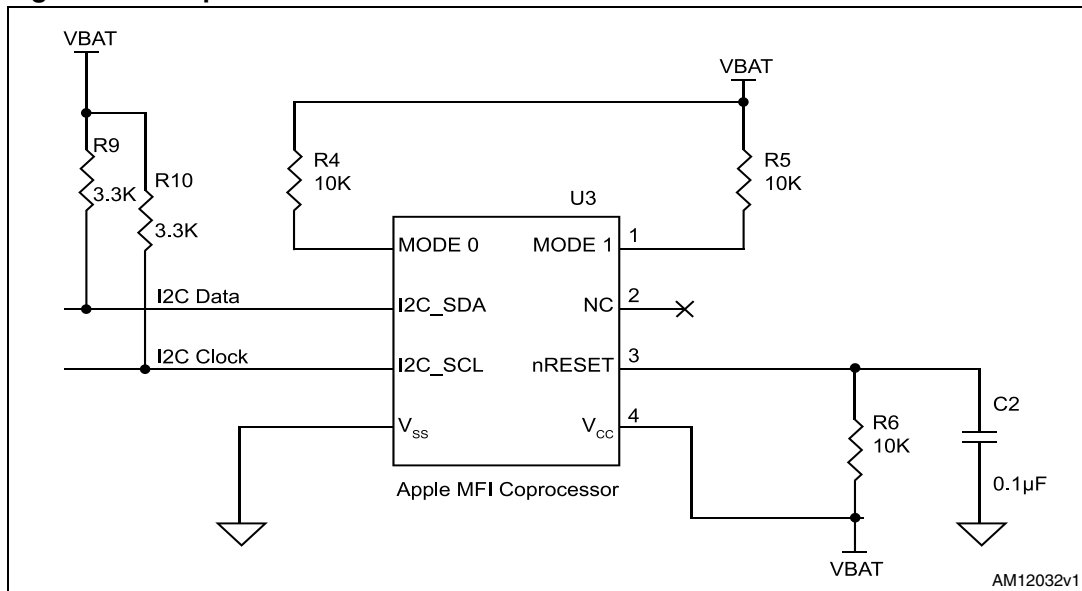 VBAT
VBAT
R9
3.3K
R10
3.3K
R4
10K
R5
10K
U3
MODE 0
MODE 1
1
I2C Data
I2C_SDA
NC
2
I2C Clock
I2C_SCL
nRESET
3
VSS
VCC
4
R6
10K
C2
0.1µF
Apple MFI Coprocessor
VBAT
AM12032v1